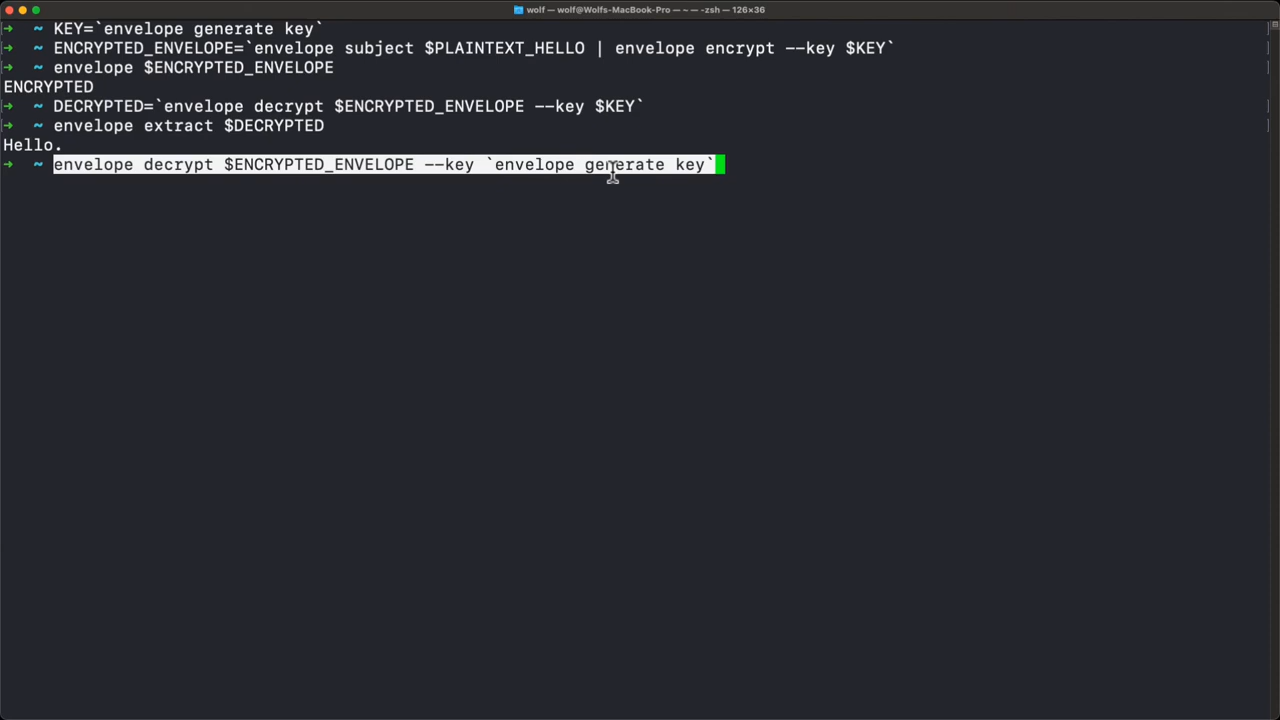 wolf — wolf@Wolfs-MacBook-Pro — ~ — -zsh — 126×36
➜ ~ KEY=`envelope generate key`
➜ ~ ENCRYPTED_ENVELOPE=`envelope subject $PLAINTEXT_HELLO | envelope encrypt --key $KEY`
➜ ~ envelope $ENCRYPTED_ENVELOPE
ENCRYPTED
➜ ~ DECRYPTED=`envelope decrypt $ENCRYPTED_ENVELOPE --key $KEY`
➜ ~ envelope extract $DECRYPTED
Hello.
➜ ~ envelope decrypt $ENCRYPTED_ENVELOPE --key `envelope generate key`